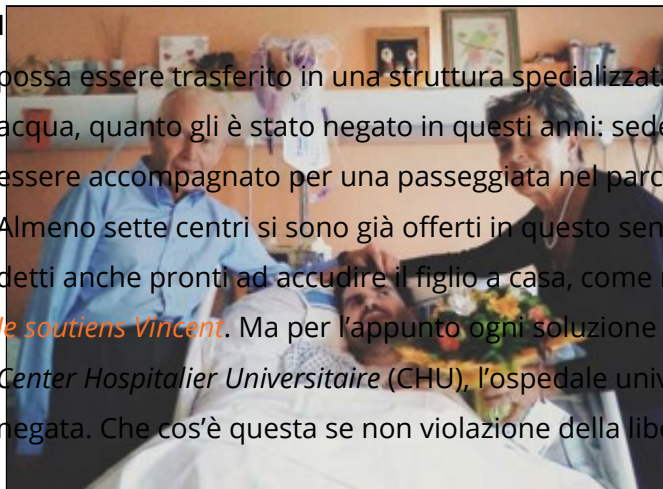 possa essere trasferito in una struttura specializzat
acqua, quanto gli è stato negato in questi anni: sede
essere accompagnato per una passeggiata nel parc
Almeno sette centri si sono già offerti in questo sen
detti anche pronti ad accudire il figlio a casa, come
Je soutiens Vincent. Ma per l’appunto ogni soluzione
Center Hospitalier Universitaire (CHU), l’ospedale univ
negata. Che cos’è questa se non violazione della libe